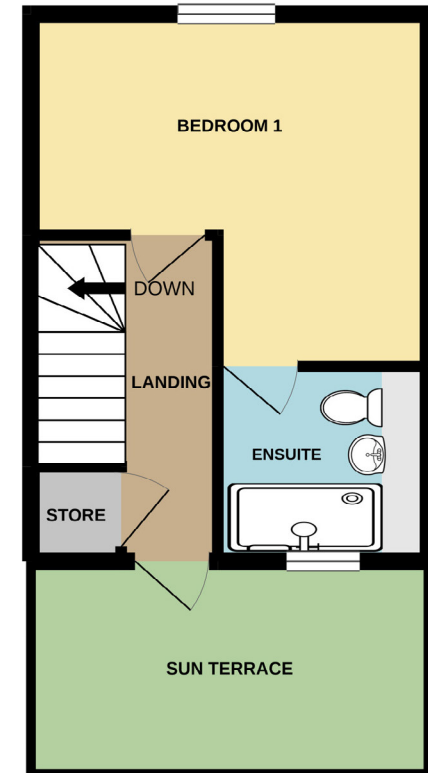 BEDROOM 1
DOWN
LANDING
ENSUITE
STORE
SUN TERRACE